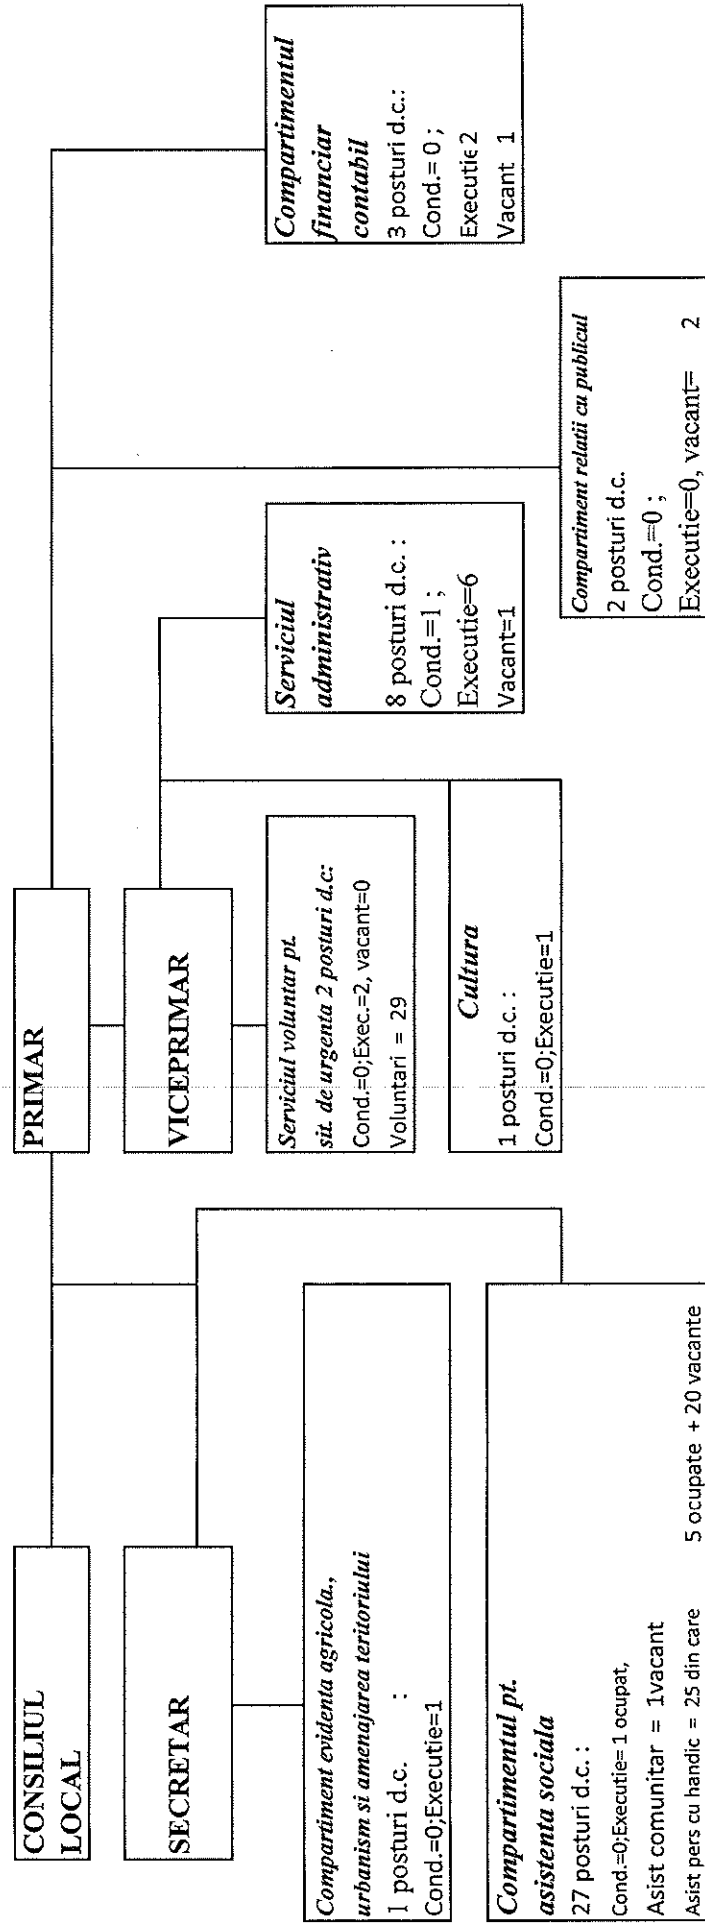 CONSILIUL
LOCAL
PRIMAR
SECRETAR
VICEPRIMAR
Compartiment evidenta agricola.,
urbanism si amenajarea teritoriului
1 posturi d.c. :
Cond.=0;Executie=1
Compartimentul pt.
asistenta sociala
27 posturi d.c. :
Cond.=0;Executie= 1 ocupat,
Asist comunitar = 1vacant
Asist pers cu handic = 25 din care 5 ocupate + 20 vacante
Serviciul voluntar pt.
sit. de urgenta 2 posturi d.c:
Cond.=0;Exec.=2, vacant=0
Voluntari = 29
Cultura
1 posturi d.c. :
Cond.=0;Executie=1
Serviciul
administrativ
8 posturi d.c. :
Cond.=1 ;
Executie=6
Vacant=1
Compartiment relatii cu publicul
2 posturi d.c.
Cond.=0 ;
Executie=0, vacant= 2
Compartimentul
financiar
contabil
3 posturi d.c.:
Cond.= 0 ;
Executie 2
Vacant 1